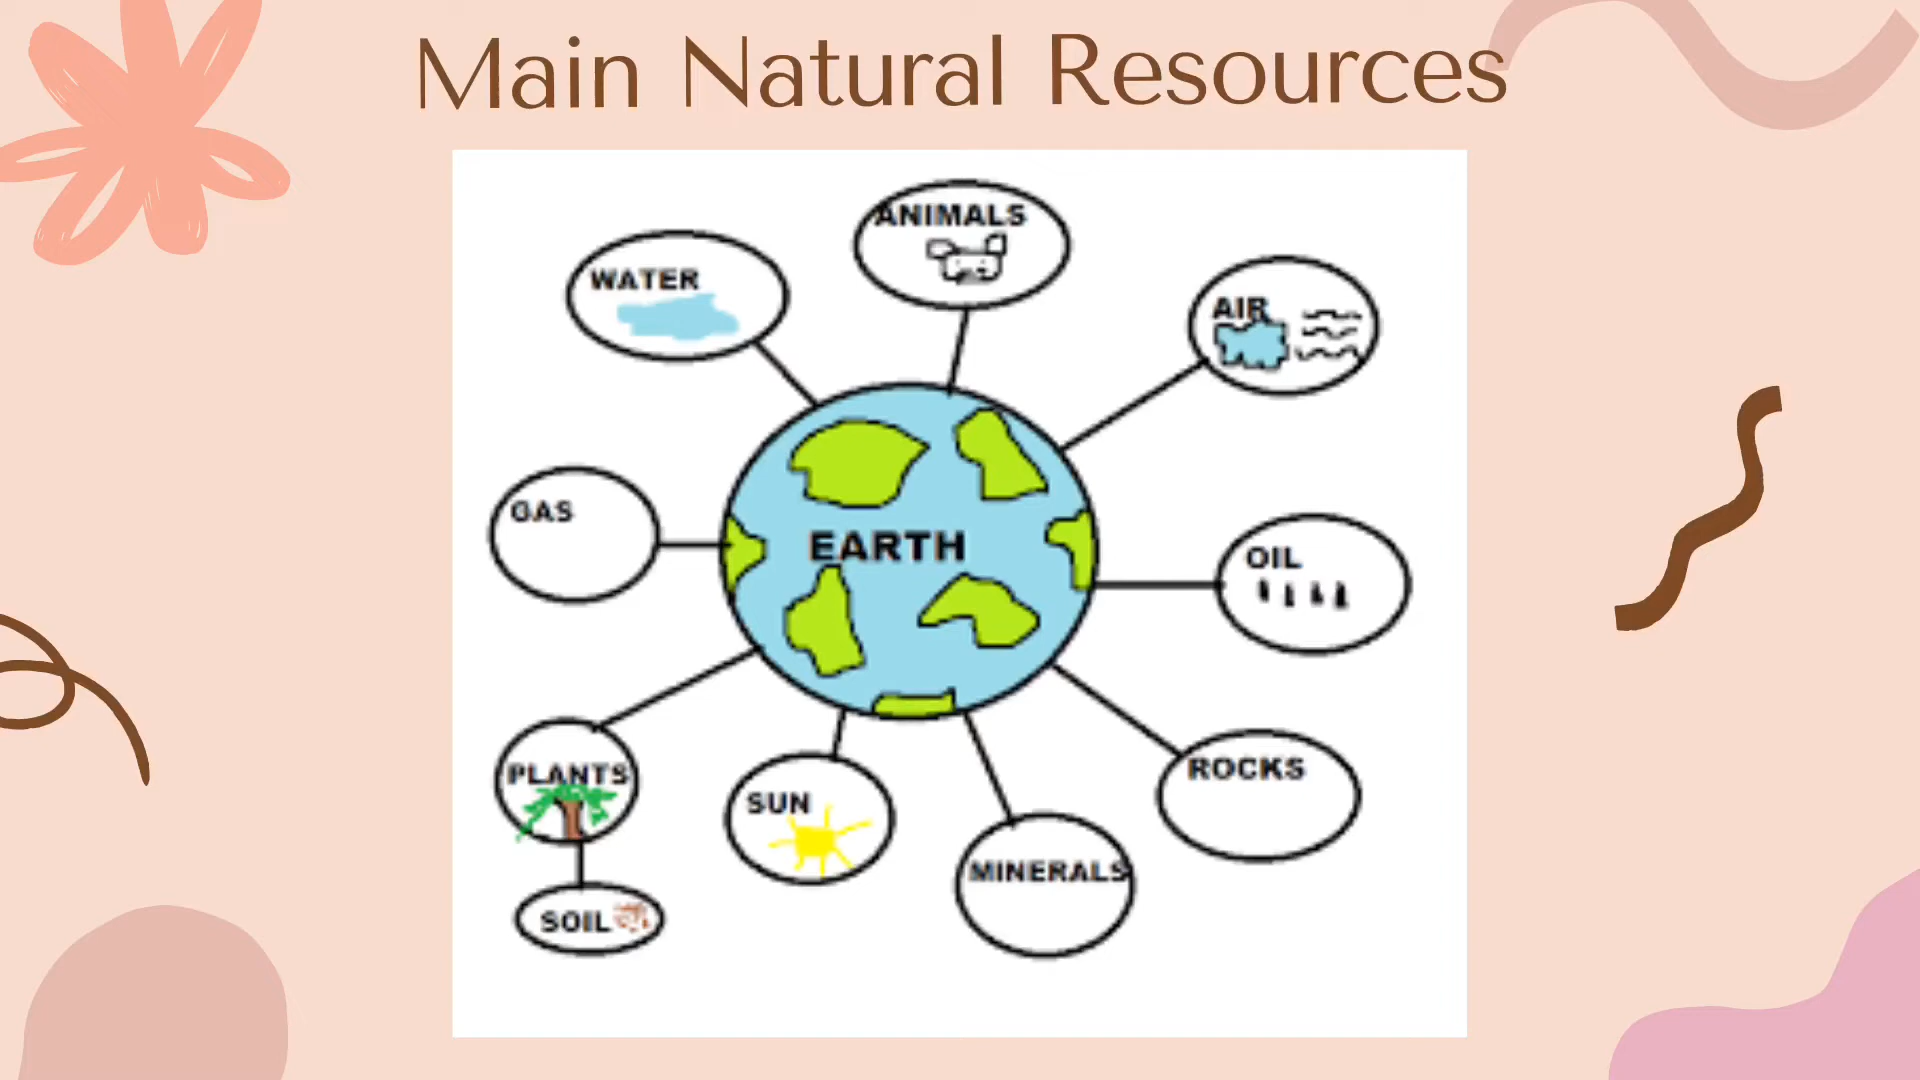 Main Natural Resources
ANIMALS
WATER
AIR
GAS
EARTH
OIL
PLANTS
SUN
ROCKS
MINERALS
SOIL